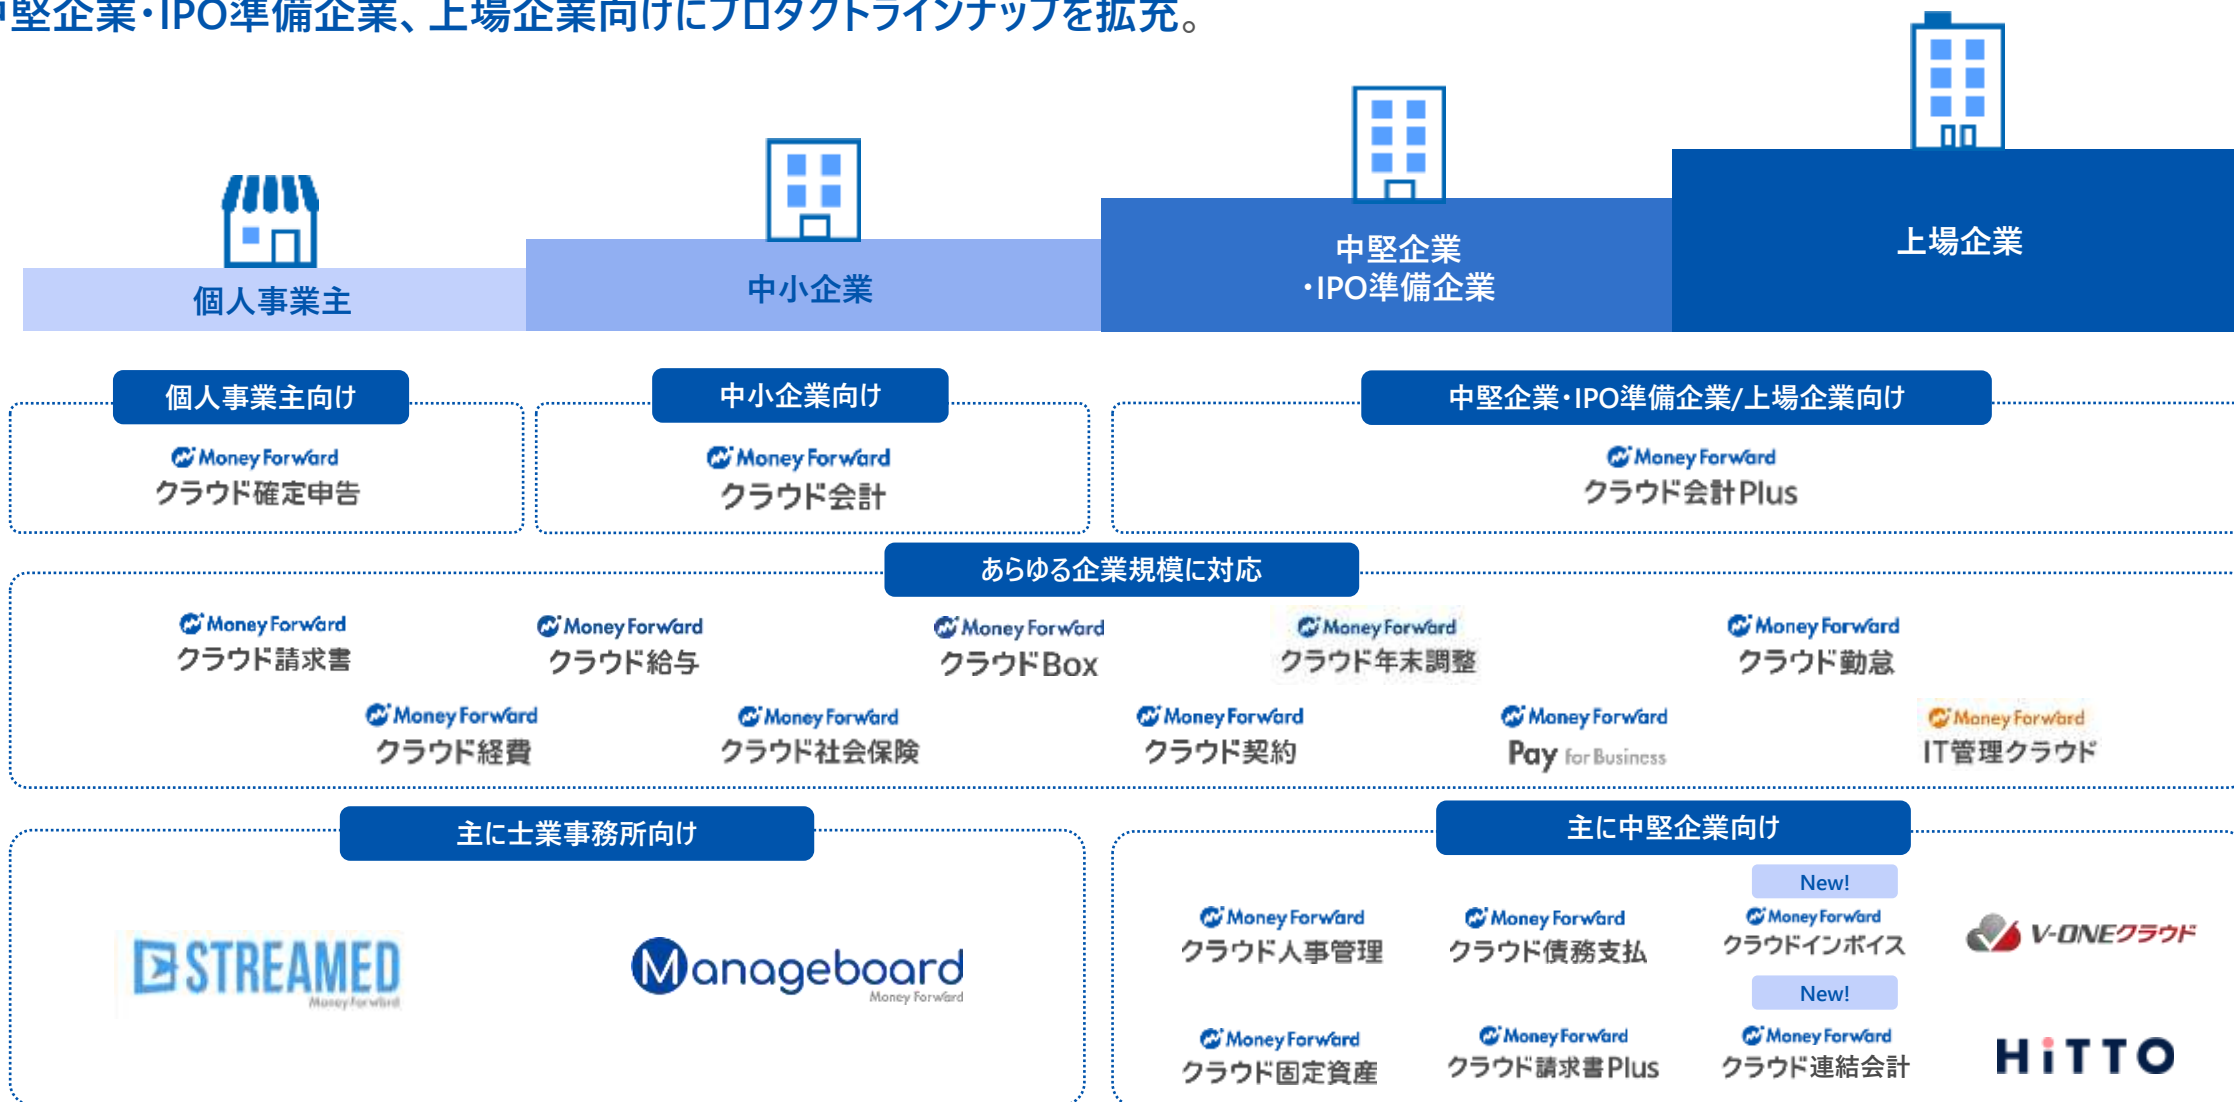 中堅企業・IPO準備企業、上場企業向けにプロダクトラインナップを拡充。
個人事業主
中小企業
中堅企業
・IPO準備企業
上場企業
個人事業主向け
中小企業向け
中堅企業・IPO準備企業/上場企業向け
Money Forward
クラウド確定申告
Money Forward
クラウド会計
Money Forward
クラウド会計Plus
あらゆる企業規模に対応
Money Forward
クラウド請求書
Money Forward
クラウド給与
Money Forward
クラウドBox
Money Forward
クラウド年末調整
Money Forward
クラウド勤怠
Money Forward
クラウド経費
Money Forward
クラウド社会保険
Money Forward
クラウド契約
Money Forward
Pay for Business
Money Forward
IT管理クラウド
主に士業事務所向け
STREAMED
Money Forward
Manageboard
Money Forward
主に中堅企業向け
Money Forward
クラウド人事管理
Money Forward
クラウド債務支払
New!
Money Forward
クラウドインボイス
V-ONEクラウド
Money Forward
クラウド固定資産
Money Forward
クラウド請求書Plus
New!
Money Forward
クラウド連結会計
HiTTO